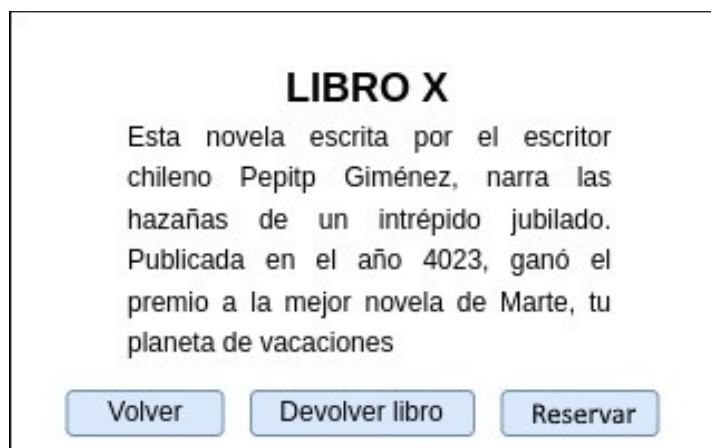 LIBRO X
Esta novela escrita por el escritor
chileno Pepitp Giménez, narra las
hazañas de un intrépido jubilado.
Publicada en el año 4023, ganó el
premio a la mejor novela de Marte, tu
planeta de vacaciones
Volver Devolver libro Reservar